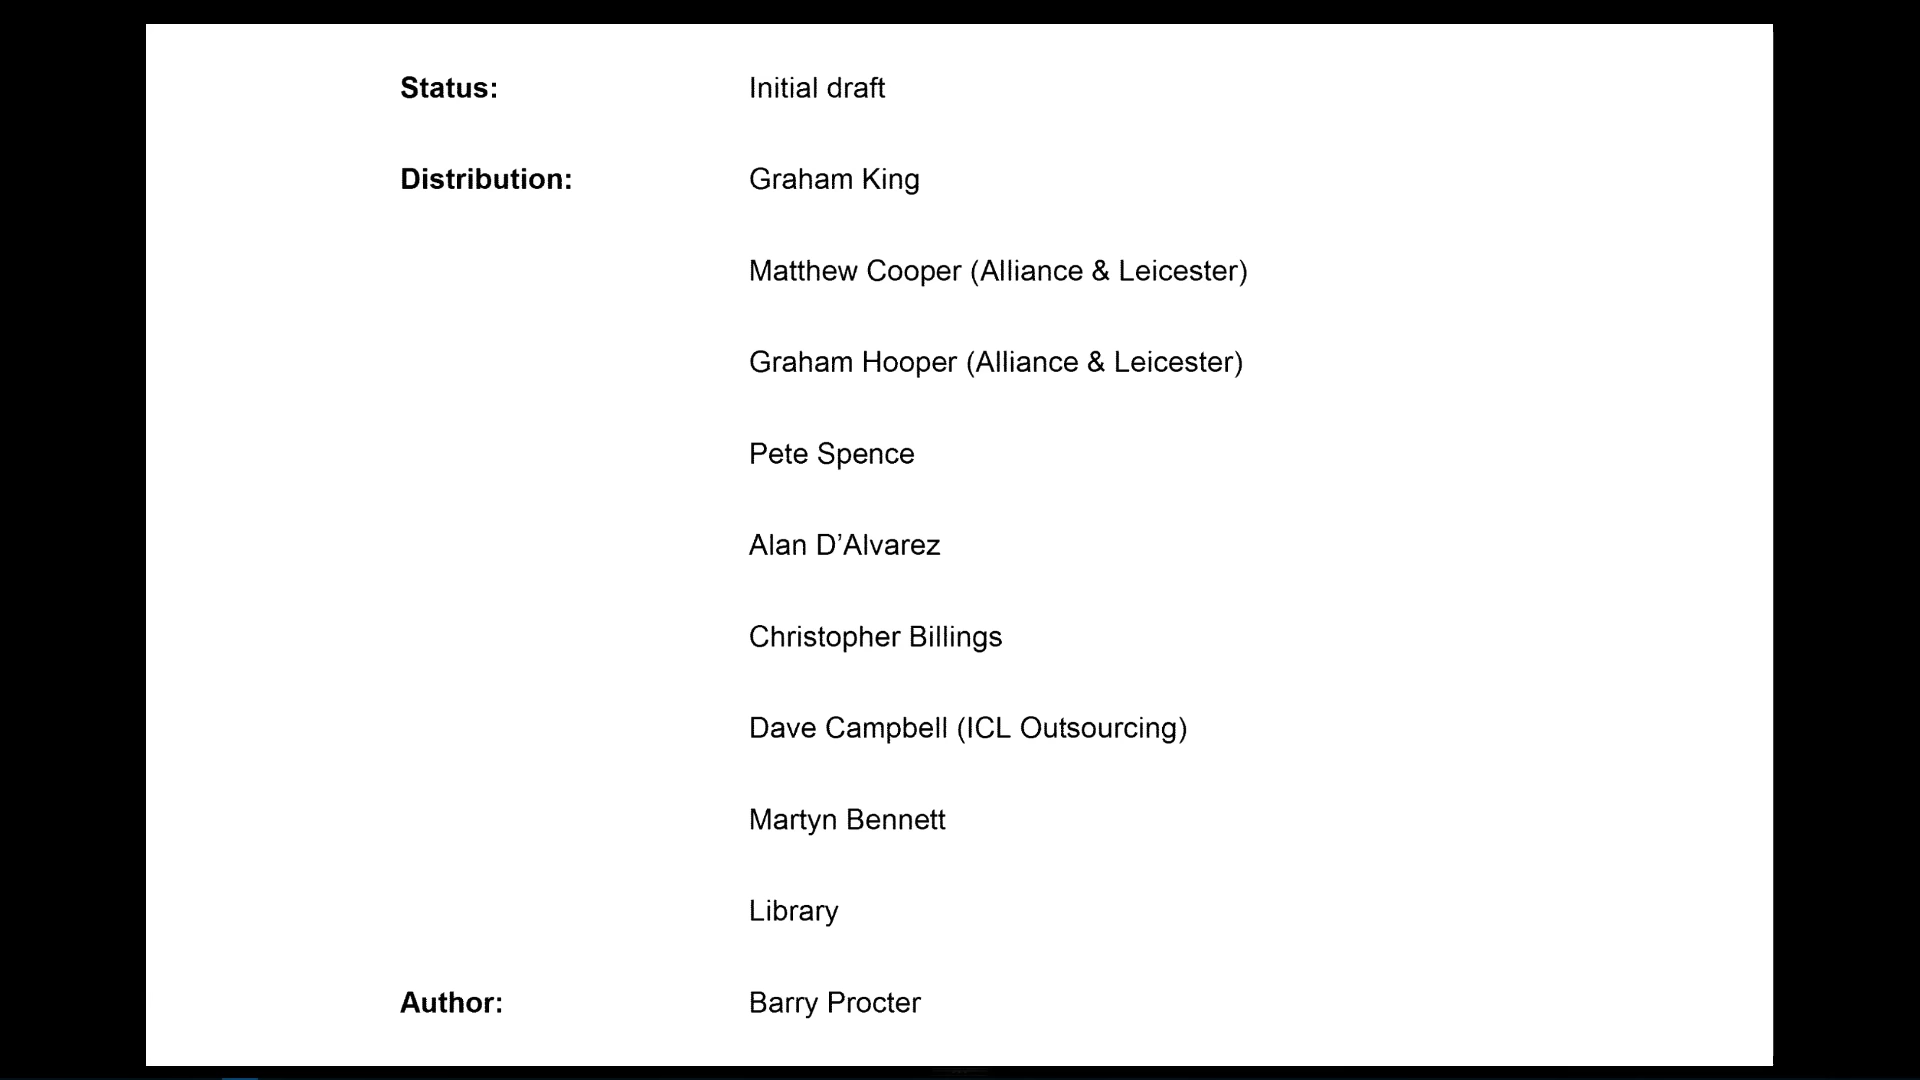 Status: Initial draft
Distribution: Graham King
Matthew Cooper (Alliance & Leicester)
Graham Hooper (Alliance & Leicester)
Pete Spence
Alan D’Alvarez
Christopher Billings
Dave Campbell (ICL Outsourcing)
Martyn Bennett
Library
Author: Barry Procter